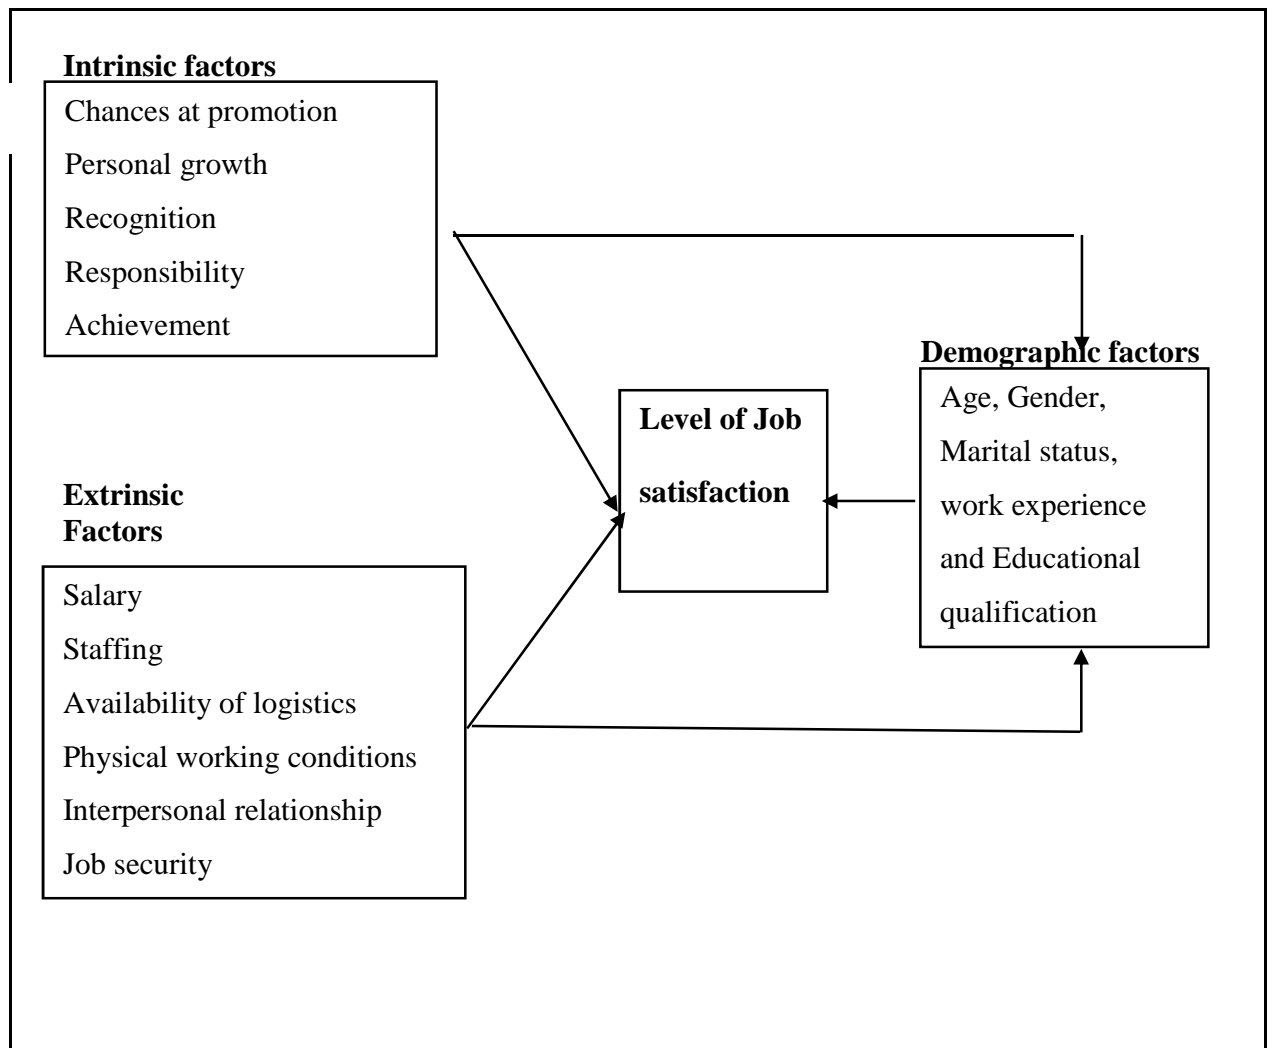 Intrinsic factors
Chances at promotion
Personal growth
Recognition
Responsibility
Achievement
Extrinsic
Factors
Salary
Staffing
Availability of logistics
Physical working conditions
Interpersonal relationship
Job security
Level of Job
satisfaction
Demographic factors
Age, Gender,
Marital status,
work experience
and Educational
qualification